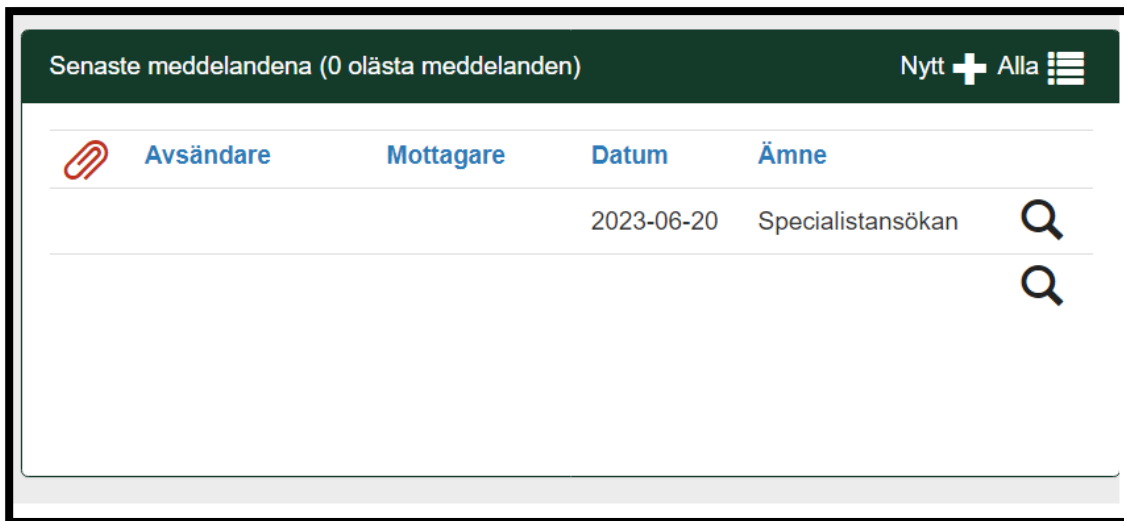 Senaste meddelandena (0 olästa meddelanden) Nytt Alla
Avsändare Mottagare Datum Ämne
2023-06-20 Specialistansökan